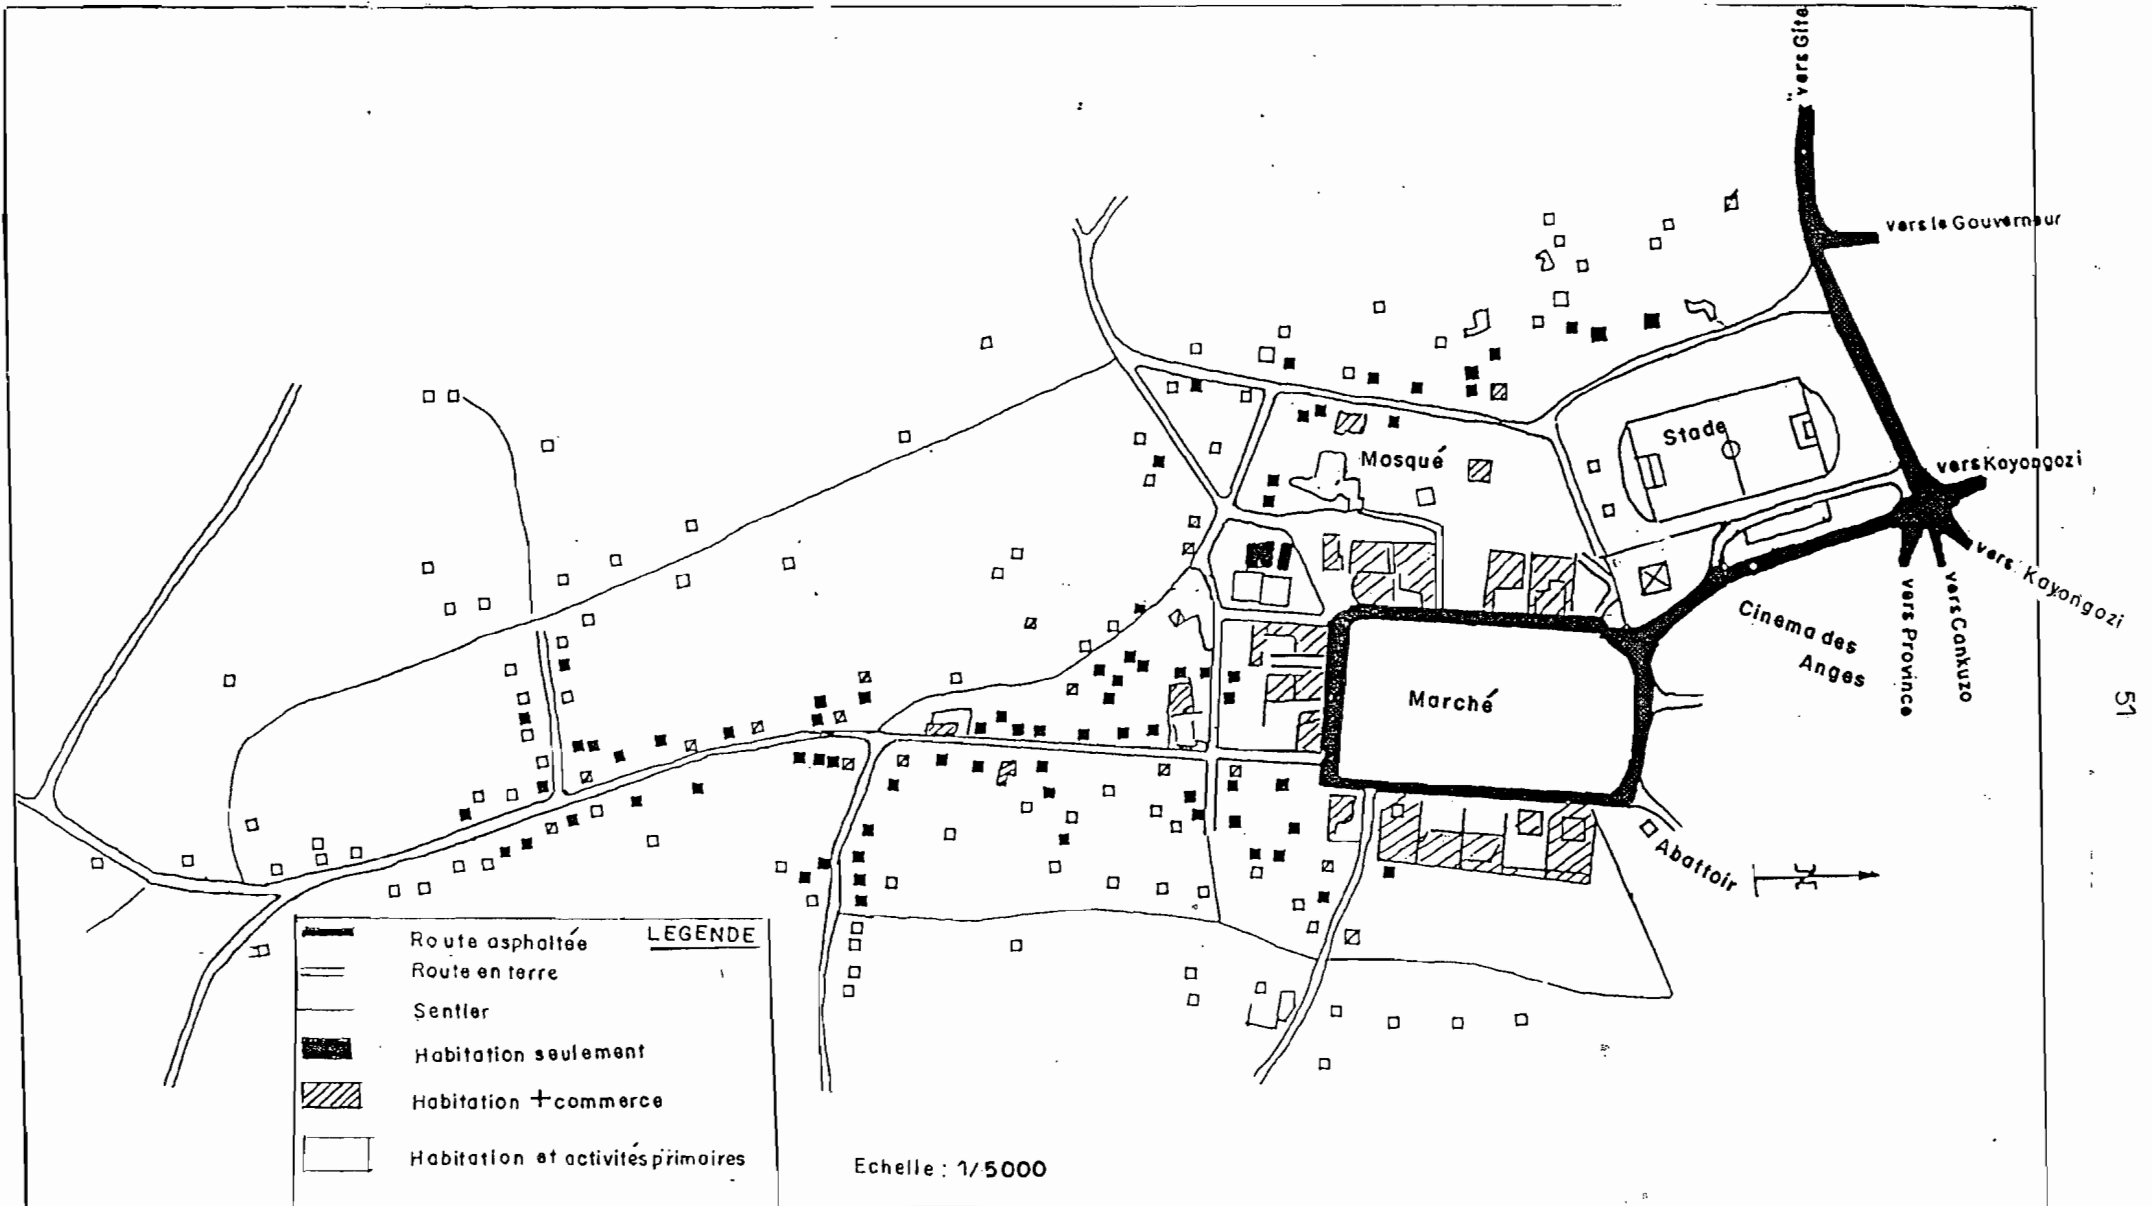 vers Gîte
vers le Gouverneur
Stade
Mosqué
vers Kayongozi
vers Kayongozi
vers Cankuzo
vers Province
Cinema des
Anges
Marché
51
Abattoir
LEGENDE
Route asphaltée
Route en terre
Sentier
Habitation seulement
Habitation + commerce
Habitation et activités primaires
Echelle : 1/5000